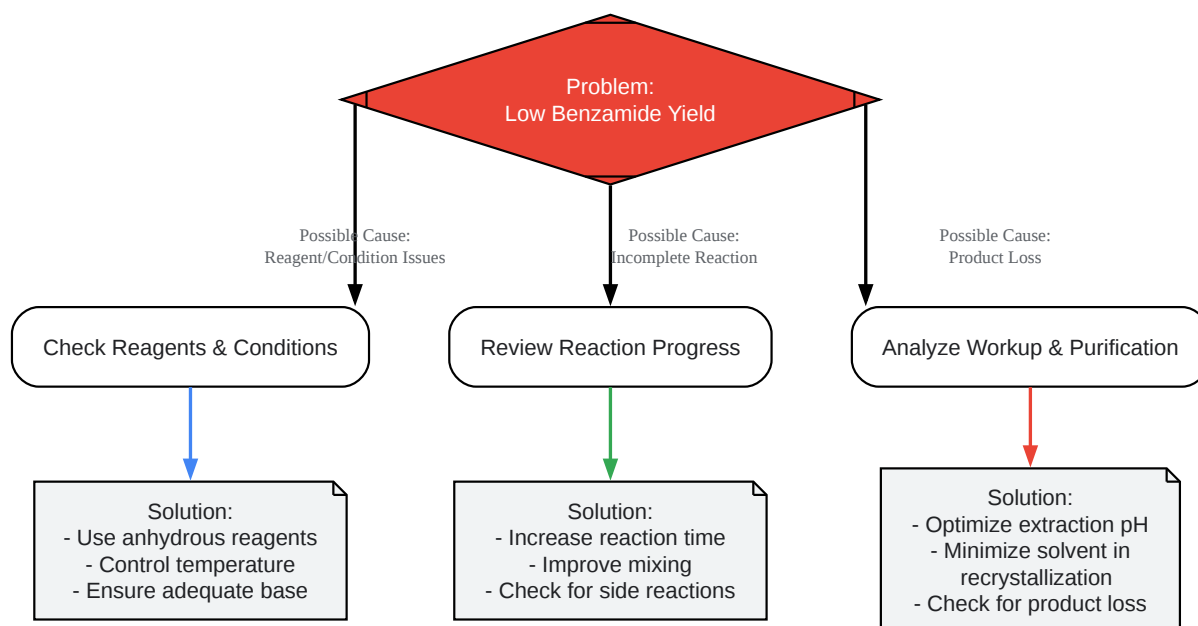 Problem:
Low Benzamide Yield
Possible Cause:
Reagent/Condition Issues
Possible Cause:
Incomplete Reaction
Possible Cause:
Product Loss
Check Reagents & Conditions
Review Reaction Progress
Analyze Workup & Purification
Solution:
- Use anhydrous reagents
- Control temperature
- Ensure adequate base
Solution:
- Increase reaction time
- Improve mixing
- Check for side reactions
Solution:
- Optimize extraction pH
- Minimize solvent in
recrystallization
- Check for product loss